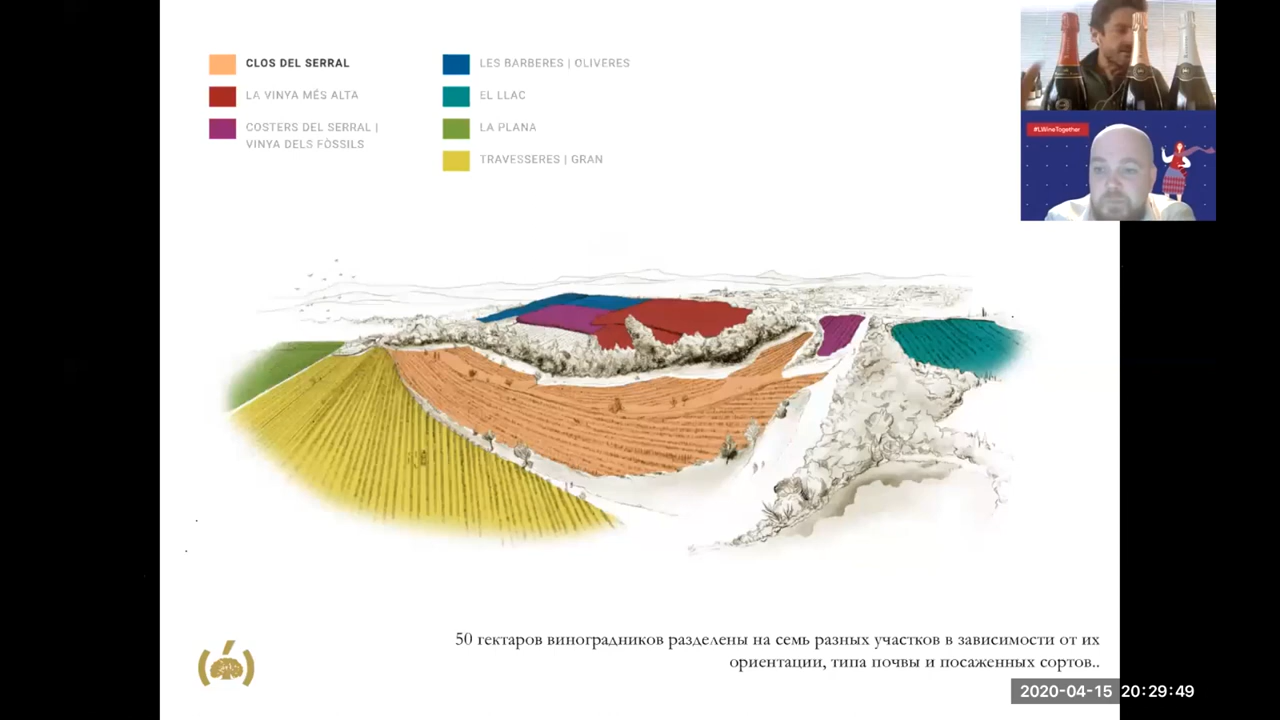 CLOS DEL SERRAL
LA VINYA MÉS ALTA
COSTERS DEL SERRAL |
VINYA DELS FÒSSILS
LES BARBERES | OLIVERES
EL LLAC
LA PLANA
TRAVESSERES | GRAN
#LWineTogether
50 гектаров виноградников разделены на семь разных участков в зависимости от их
ориентации, типа почвы и посаженных сортов..
2020-04-15 20:29:49